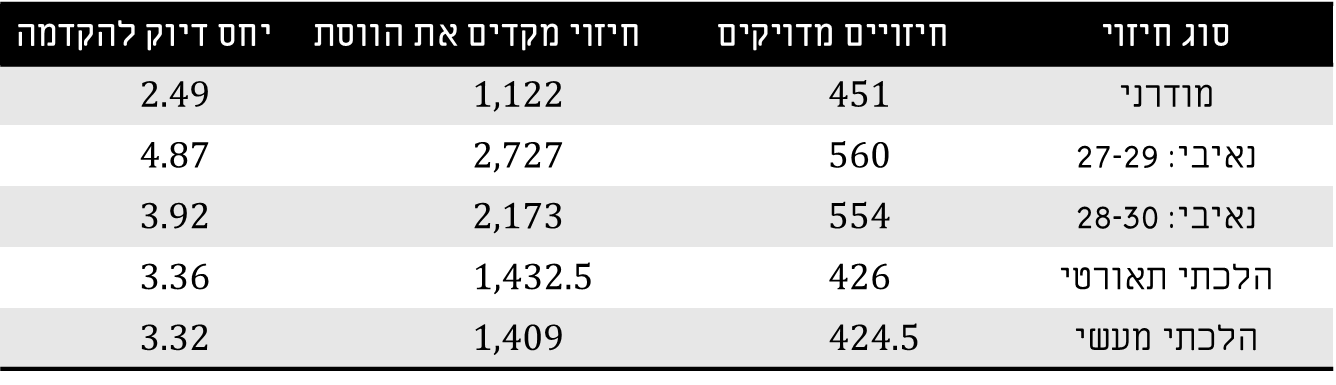 סוג חיזוי חיזויים מדויקים חיזוי מקדים את הווסת יחס דיוק להקדמה
מודרני 451 1,122 2.49
נאיבי: 27-29 560 2,727 4.87
נאיבי: 28-30 554 2,173 3.92
הלכתי תאורטי 426 1,432.5 3.36
הלכתי מעשי 424.5 1,409 3.32